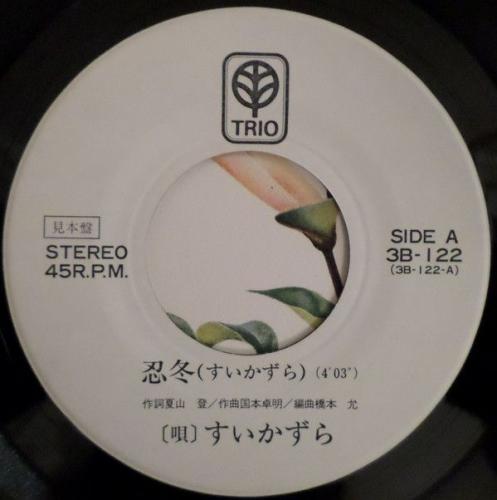 TRIO
見本盤
STEREO
45R.P.M.
SIDE A
3B-122
(3B-122-A)
忍冬(すいかずら) (4'03")
作詞夏山 登/作曲国本卓明/編曲橋本 允
〔唄〕すいかずら